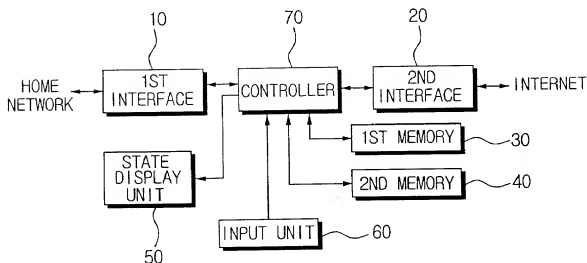 10
70
20
HOME
NETWORK
1ST
INTERFACE
CONTROLLER
2ND
INTERFACE
INTERNET
1ST MEMORY
30
STATE
DISPLAY
UNIT
2ND MEMORY
40
50
INPUT UNIT
60